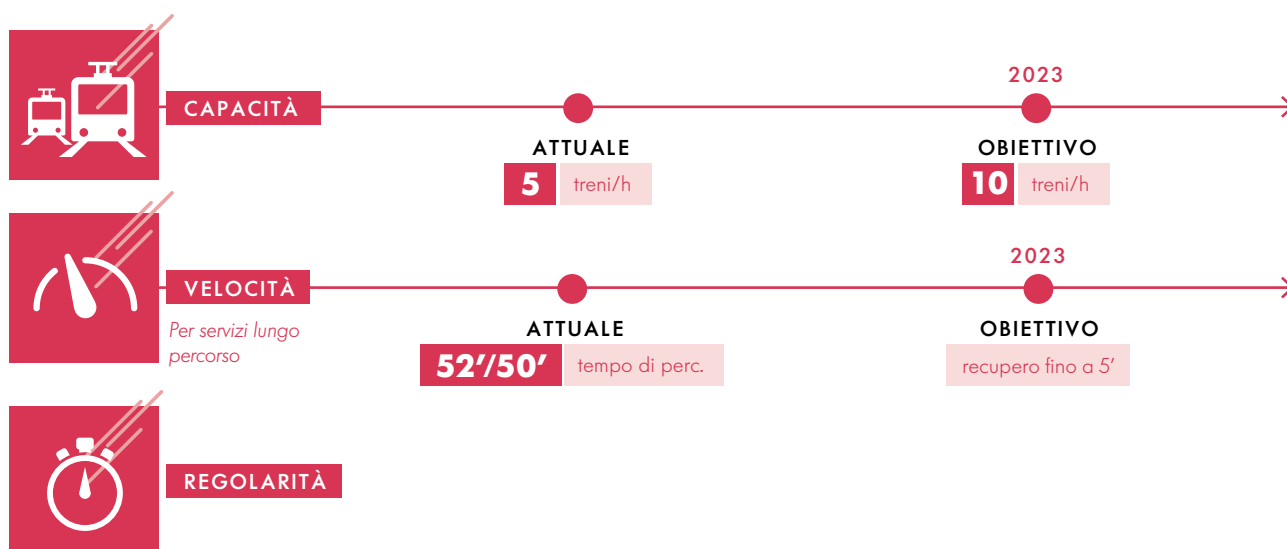 2023
CAPACITÀ
ATTUALE
OBIETTIVO
5 treni/h
10 treni/h
2023
VELOCITÀ
Per servizi lungo
percorso
ATTUALE
OBIETTIVO
52’/50’ tempo di perc.
recupero fino a 5’
REGOLARITÀ